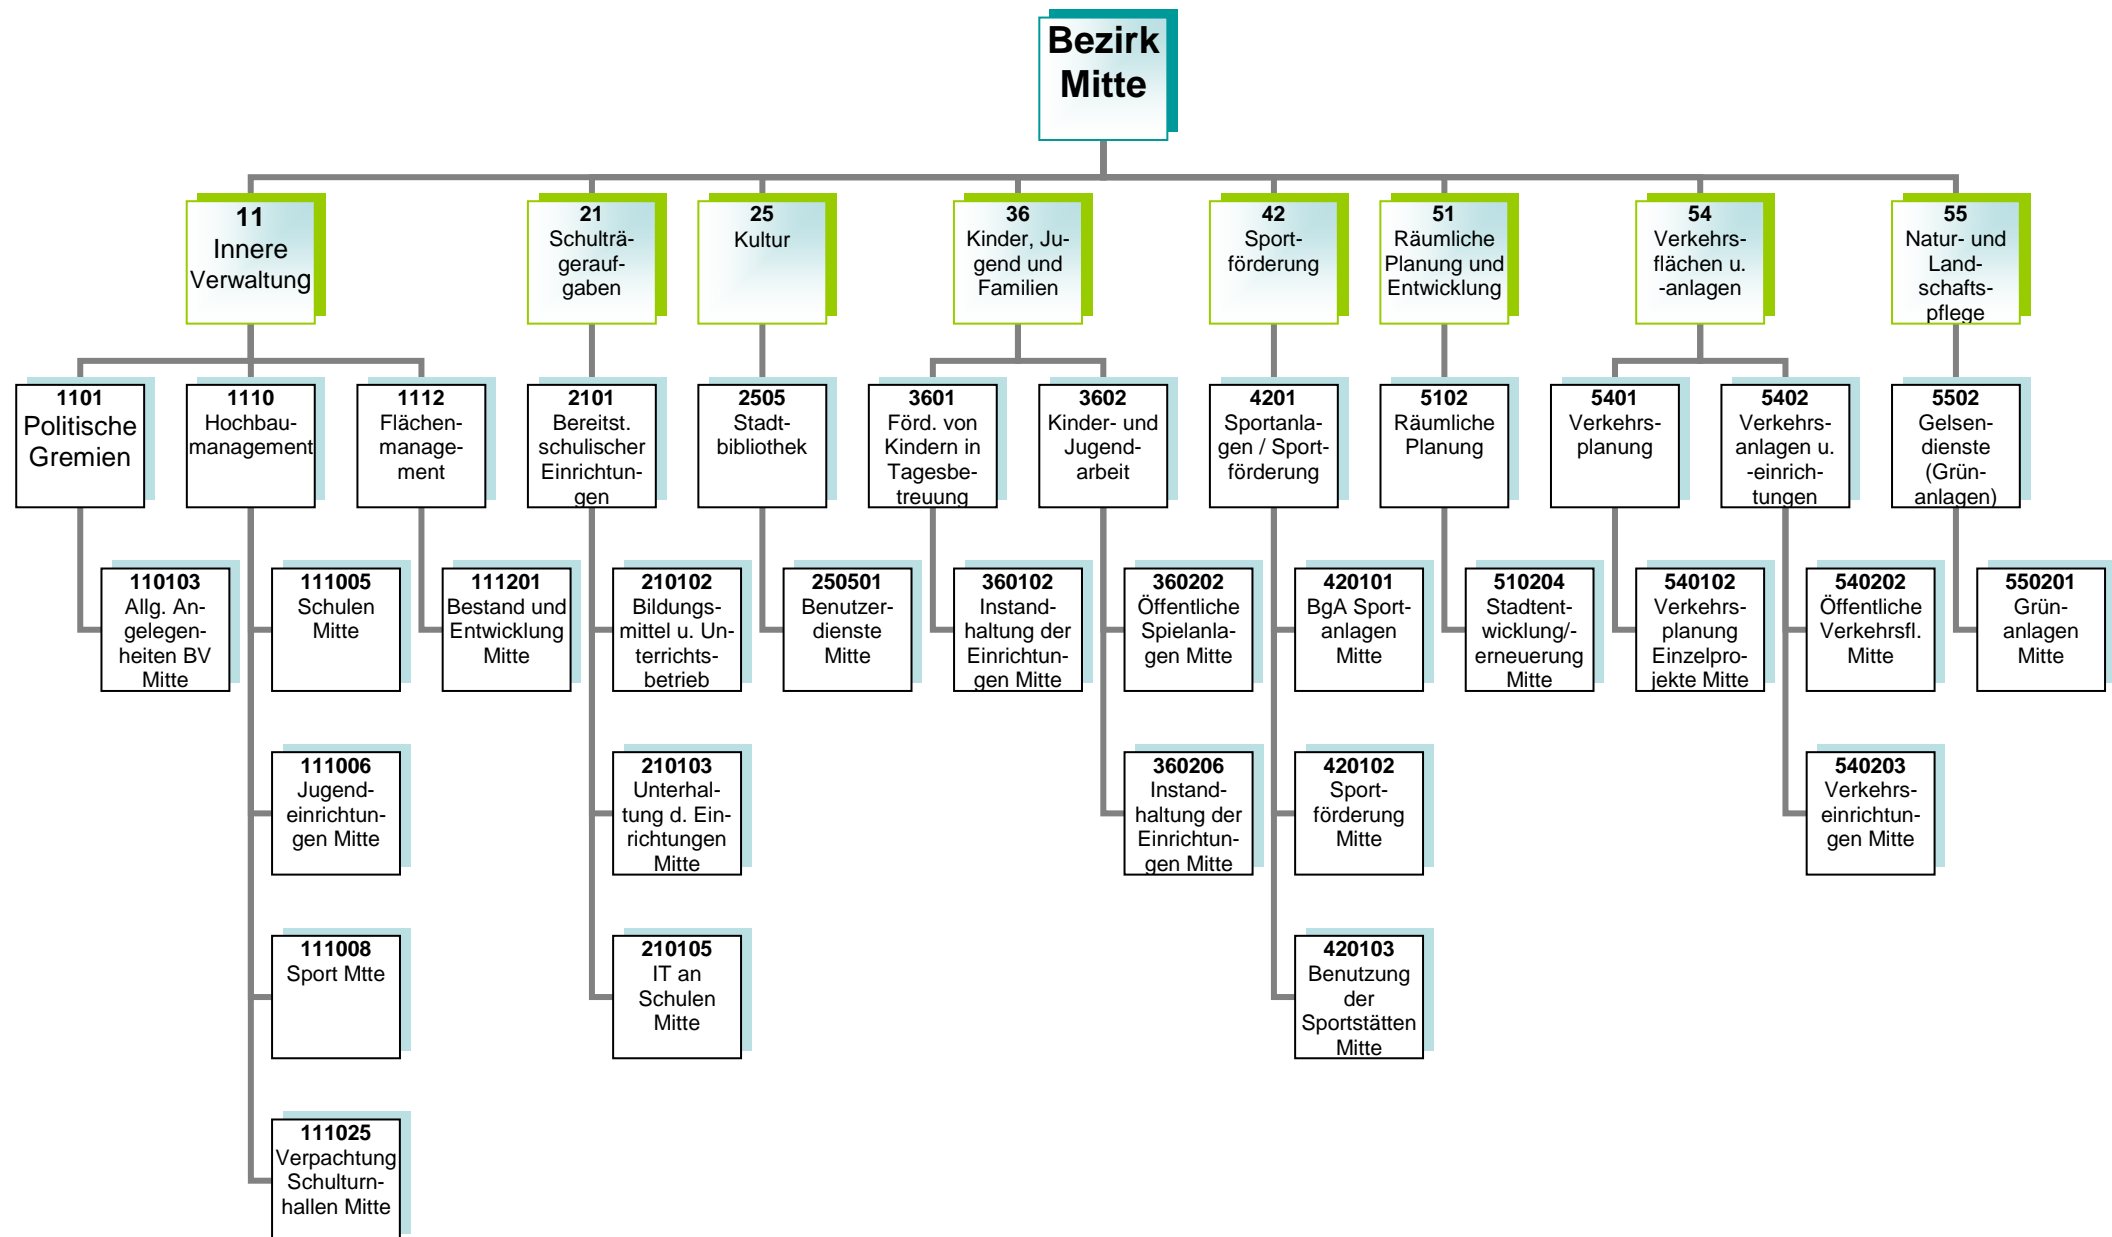 Bezirk
Mitte
11
Innere
Verwaltung
21
Schulträ-
gerauf-
gaben
25
Kultur
36
Kinder, Ju-
gend und
Familien
42
Sport-
förderung
51
Räumliche
Planung und
Entwicklung
54
Verkehrs-
flächen u.
-anlagen
55
Natur- und
Land-
schafts-
pflege
1101
Politische
Gremien
1110
Hochbau-
management
1112
Flächen-
manage-
ment
2101
Bereitst.
schulischer
Einrichtun-
gen
2505
Stadt-
bibliothek
3601
Förd. von
Kindern in
Tagesbe-
treuung
3602
Kinder- und
Jugend-
arbeit
4201
Sportanla-
gen / Sport-
förderung
5102
Räumliche
Planung
5401
Verkehrs-
planung
5402
Verkehrs-
anlagen u.
-einrich-
tungen
5502
Gelsen-
dienste
(Grün-
anlagen)
110103
Allg. An-
gelegen-
heiten BV
Mitte
111005
Schulen
Mitte
111201
Bestand und
Entwicklung
Mitte
210102
Bildungs-
mittel u. Un-
terrichts-
betrieb
250501
Benutzer-
dienste
Mitte
360102
Instand-
haltung der
Einrichtun-
gen Mitte
360202
Öffentliche
Spielanla-
gen Mitte
420101
BgA Sport-
anlagen
Mitte
510204
Stadtent-
wicklung/-
erneuerung
Mitte
540102
Verkehrs-
planung
Einzelpro-
jekte Mitte
540202
Öffentliche
Verkehrsfl.
Mitte
550201
Grün-
anlagen
Mitte
111006
Jugend-
einrichtun-
gen Mitte
210103
Unterhal-
tung d. Ein-
richtungen
Mitte
360206
Instand-
haltung der
Einrichtun-
gen Mitte
420102
Sport-
förderung
Mitte
540203
Verkehrs-
einrichtun-
gen Mitte
111008
Sport Mtte
210105
IT an
Schulen
Mitte
420103
Benutzung
der
Sportstätten
Mitte
111025
Verpachtung
Schulturn-
hallen Mitte